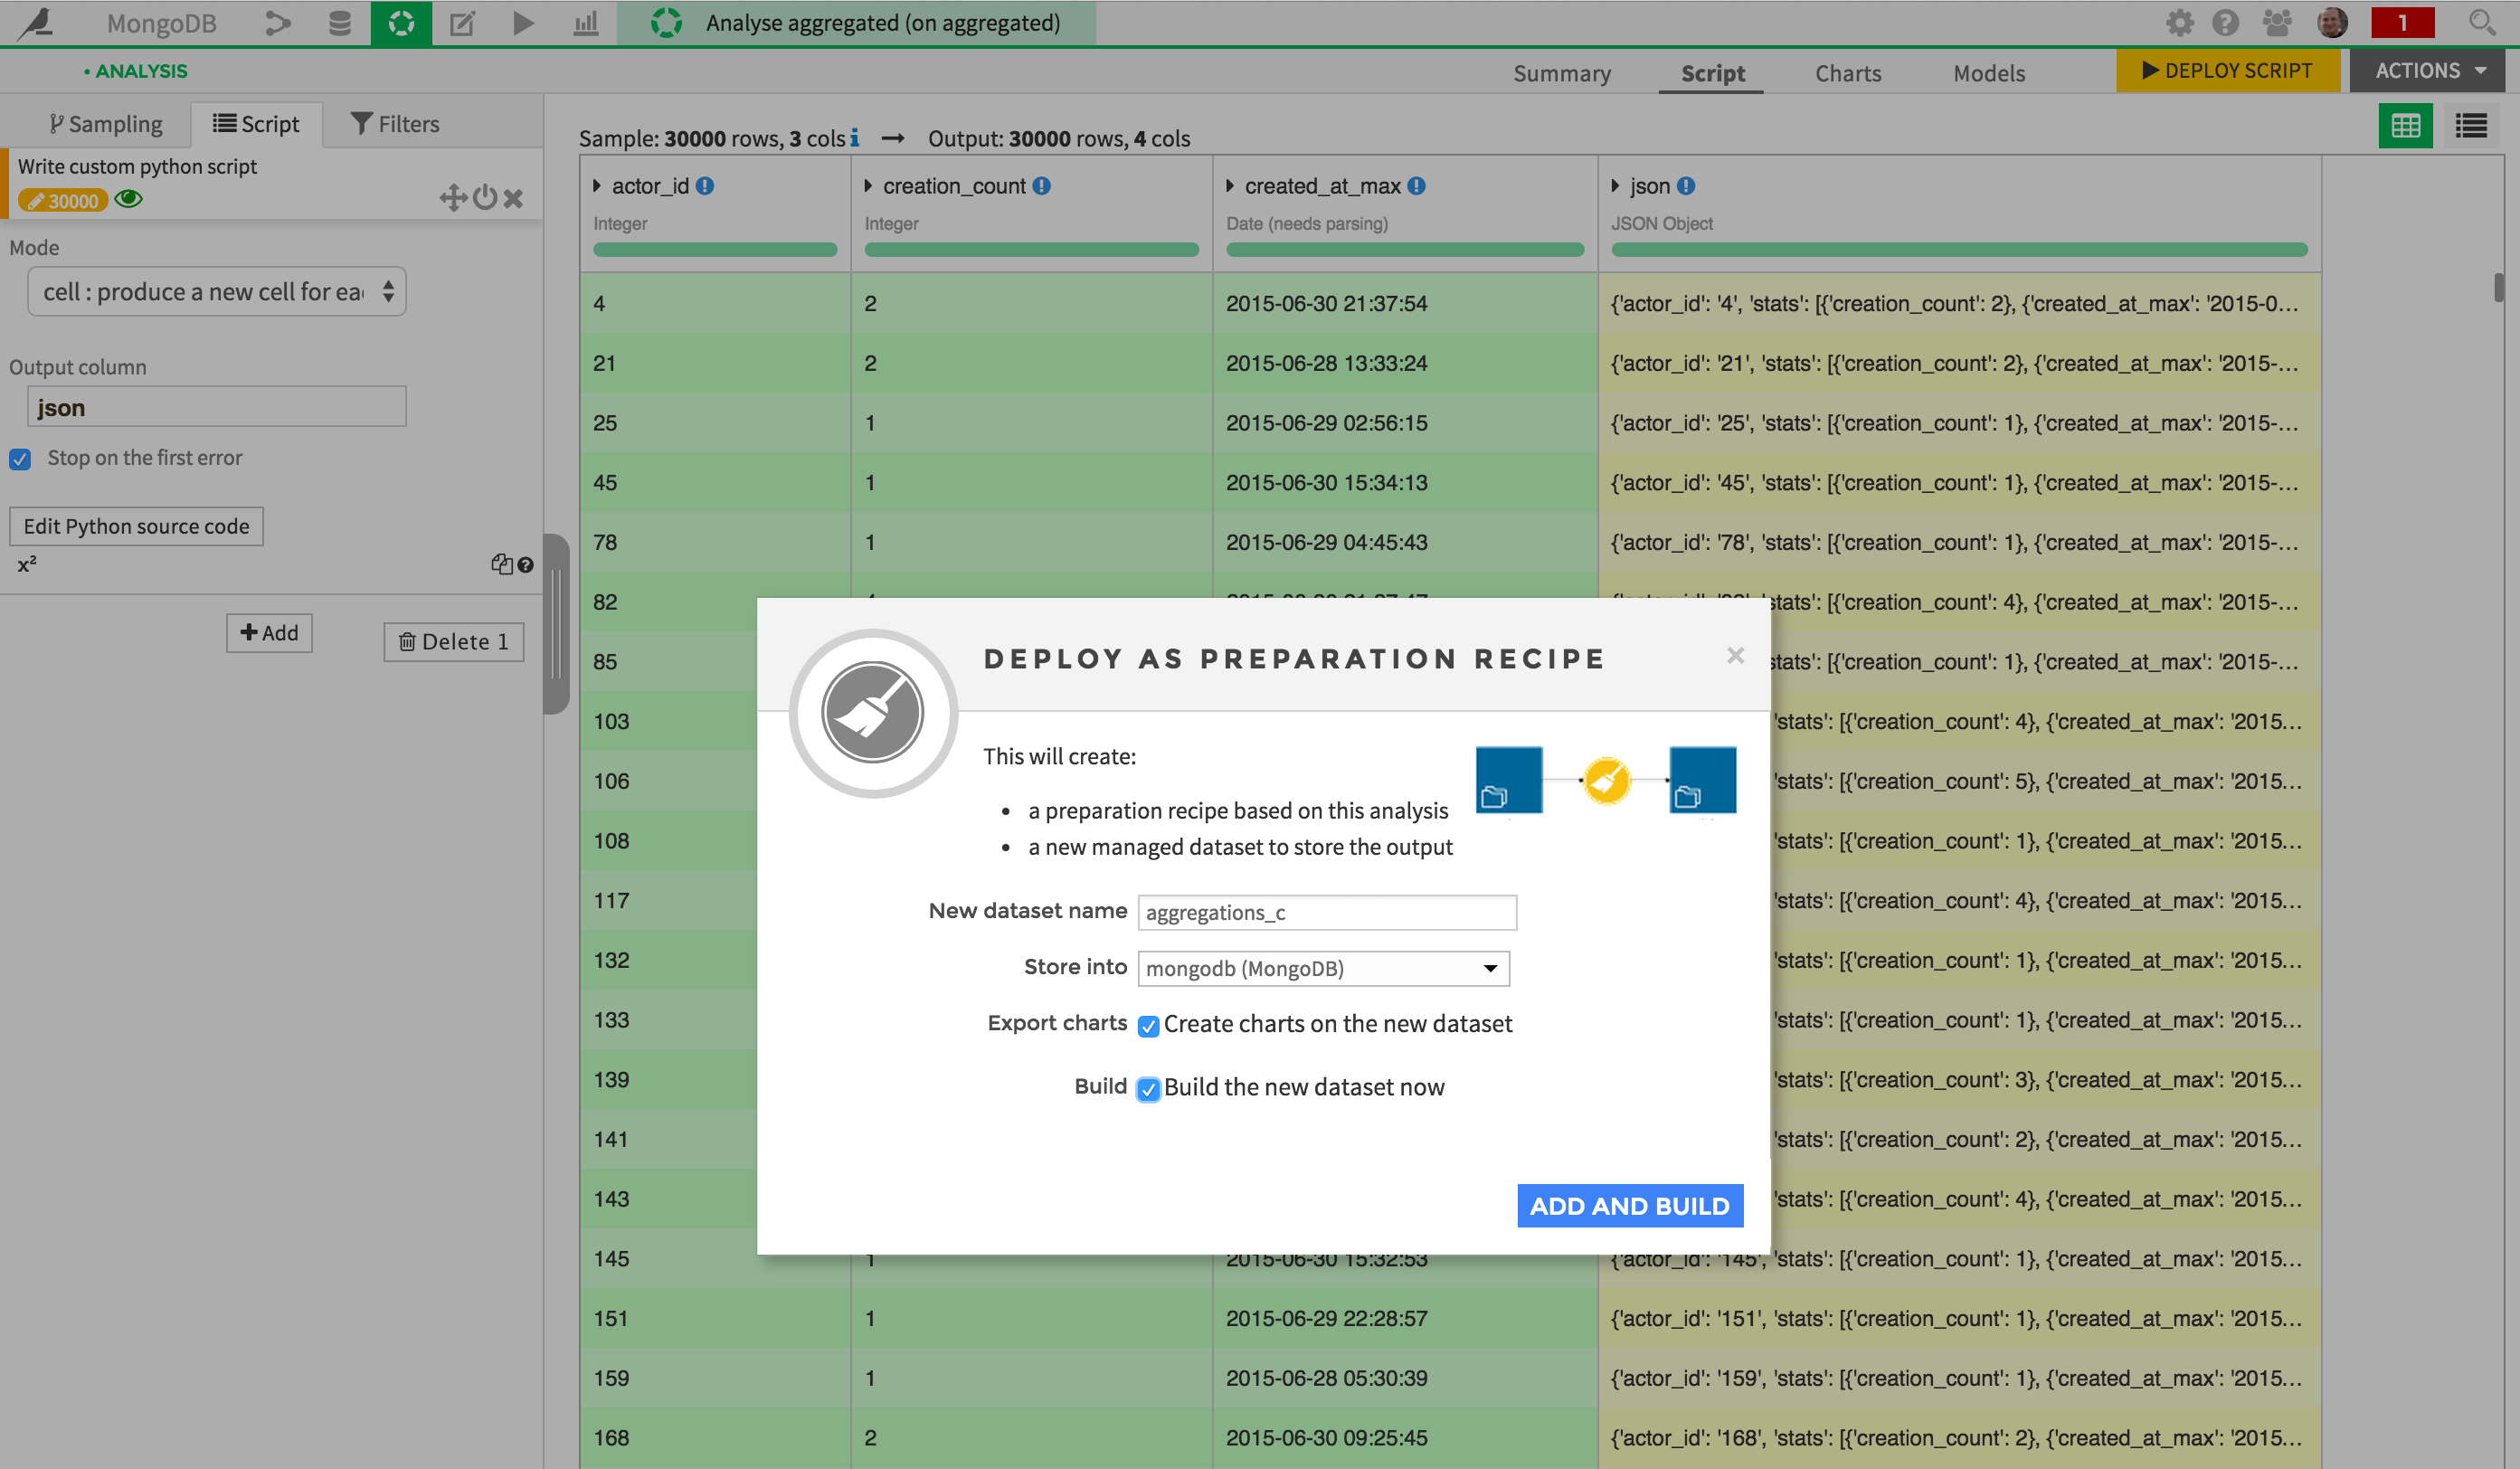 MongoDB
Analyse aggregated (on aggregated)
1
• ANALYSIS
Summary
Script
Charts
Models
DEPLOY SCRIPT
ACTIONS
Sampling
Script
Filters
Sample: 30000 rows, 3 cols → Output: 30000 rows, 4 cols
Write custom python script
30000
Mode
cell : produce a new cell for ea
Output column
json
Stop on the first error
Edit Python source code
x²
Add
Delete 1
actor_id creation_count created_at_max json
Integer Integer Date (needs parsing) JSON Object
4 2 2015-06-30 21:37:54 {'actor_id': '4', 'stats': [{'creation_count': 2}, {'created_at_max': '2015-0…
21 2 2015-06-28 13:33:24 {'actor_id': '21', 'stats': [{'creation_count': 2}, {'created_at_max': '2015-…
25 1 2015-06-29 02:56:15 {'actor_id': '25', 'stats': [{'creation_count': 1}, {'created_at_max': '2015-…
45 1 2015-06-30 15:34:13 {'actor_id': '45', 'stats': [{'creation_count': 1}, {'created_at_max': '2015-…
78 1 2015-06-29 04:45:43 {'actor_id': '78', 'stats': [{'creation_count': 1}, {'created_at_max': '2015-…
82 'stats': [{'creation_count': 4}, {'created_at_max': '2015-…
85 'stats': [{'creation_count': 1}, {'created_at_max': '2015-…
103 'stats': [{'creation_count': 4}, {'created_at_max': '2015…
106 'stats': [{'creation_count': 5}, {'created_at_max': '2015…
108 'stats': [{'creation_count': 1}, {'created_at_max': '2015…
117 'stats': [{'creation_count': 4}, {'created_at_max': '2015…
132 'stats': [{'creation_count': 1}, {'created_at_max': '2015…
133 'stats': [{'creation_count': 1}, {'created_at_max': '2015…
139 'stats': [{'creation_count': 3}, {'created_at_max': '2015…
141 'stats': [{'creation_count': 2}, {'created_at_max': '2015…
143 'stats': [{'creation_count': 4}, {'created_at_max': '2015…
145 1 2015-06-30 15:32:53 {'actor_id': '145', 'stats': [{'creation_count': 1}, {'created_at_max': '2015…
151 1 2015-06-29 22:28:57 {'actor_id': '151', 'stats': [{'creation_count': 1}, {'created_at_max': '2015…
159 1 2015-06-28 05:30:39 {'actor_id': '159', 'stats': [{'creation_count': 1}, {'created_at_max': '2015…
168 2 2015-06-30 09:25:45 {'actor_id': '168', 'stats': [{'creation_count': 2}, {'created_at_max': '2015…
DEPLOY AS PREPARATION RECIPE
×
This will create:
• a preparation recipe based on this analysis
• a new managed dataset to store the output
New dataset name aggregations_c
Store into mongodb (MongoDB)
Export charts Create charts on the new dataset
Build Build the new dataset now
ADD AND BUILD